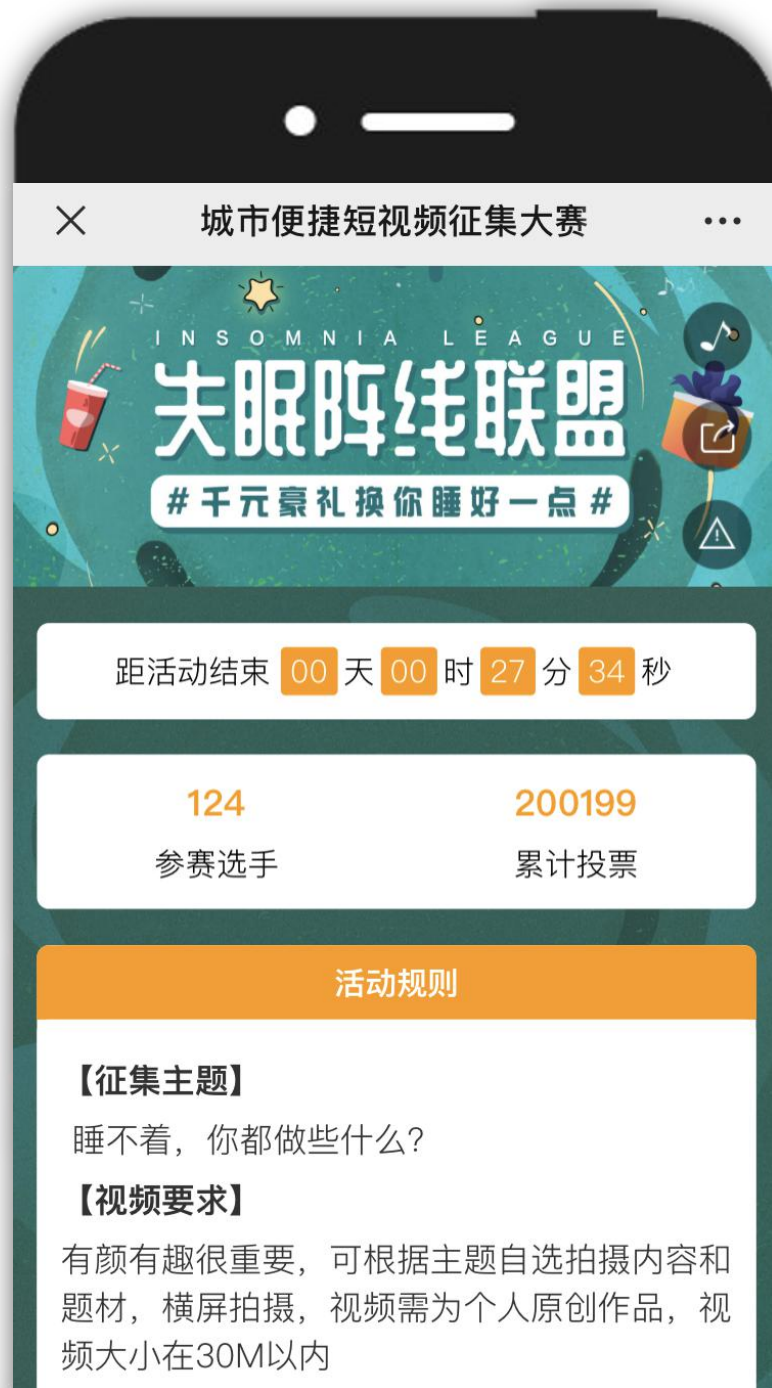 城市便捷短视频征集大赛
INSOMNIA LEAGUE
失眠阵线联盟
#千元豪礼换你睡好一点#
距活动结束 00 天 00 时 27 分 34 秒
124 200199
参赛选手 累计投票
活动规则
【征集主题】
睡不着，你都做些什么？
【视频要求】
有颜有趣很重要，可根据主题自选拍摄内容和
题材，横屏拍摄，视频需为个人原创作品，视
频大小在30M以内